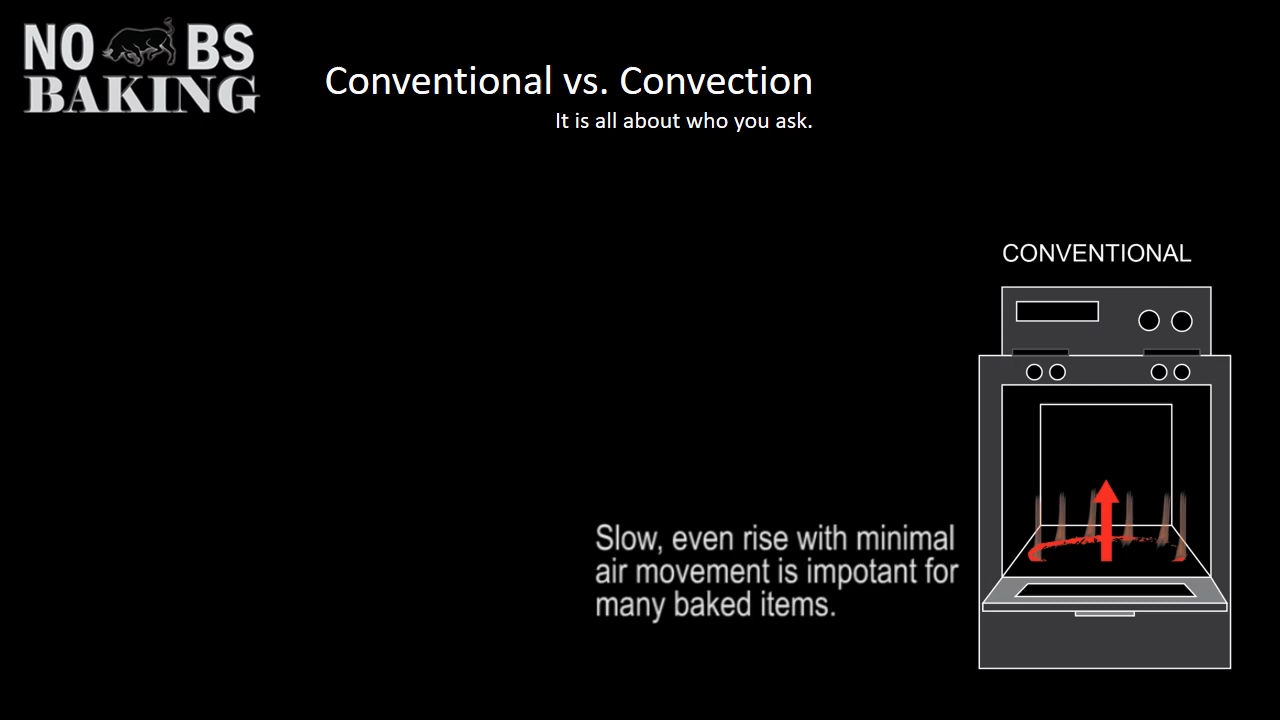 NO BS
BAKING
Conventional vs. Convection
It is all about who you ask.
CONVENTIONAL
Slow, even rise with minimal
air movement is impotant for
many baked items.